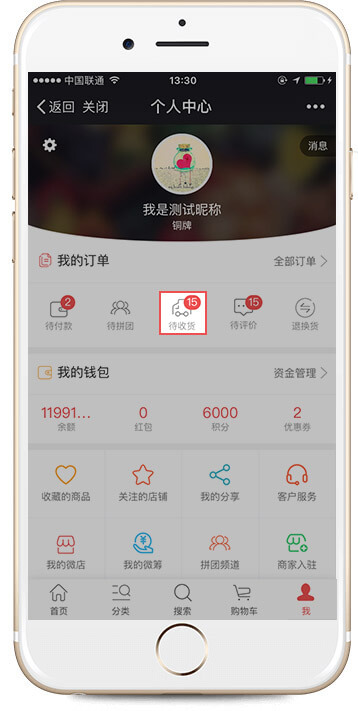 中国联通 13:30
返回 关闭 个人中心
消息
我是测试昵称
铜牌
我的订单 全部订单
2 15 15
待付款 待拼团 待收货 待评价 退换货
我的钱包 资金管理
11991... 0 6000 2
余额 红包 积分 优惠券
收藏的商品 关注的店铺 我的分享 客户服务
我的微店 我的微筹 拼团频道 商家入驻
首页 分类 搜索 购物车 我